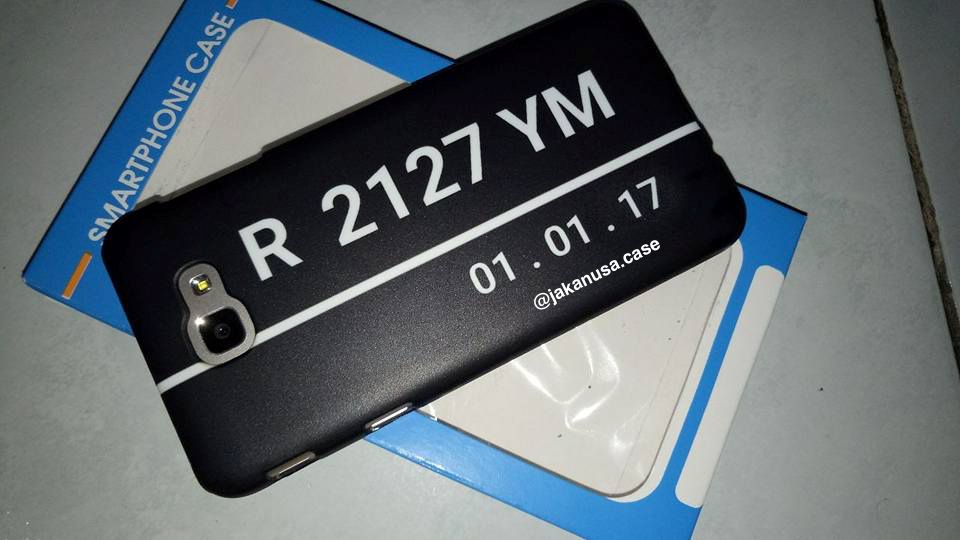 SMARTPHONE CASE
R 2127 YM
01 . 01 . 17
@jakanusa.case